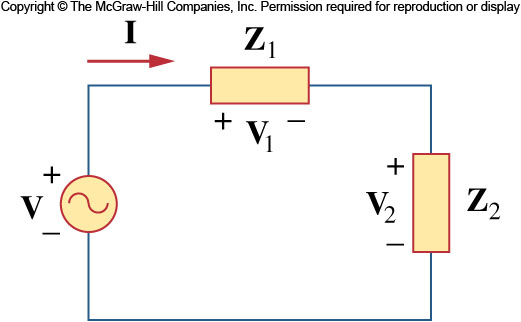 Copyright © The McGraw-Hill Companies, Inc. Permission required for reproduction or display
I
Z1
+ V1 −
+
V
−
+
V2
−
Z2